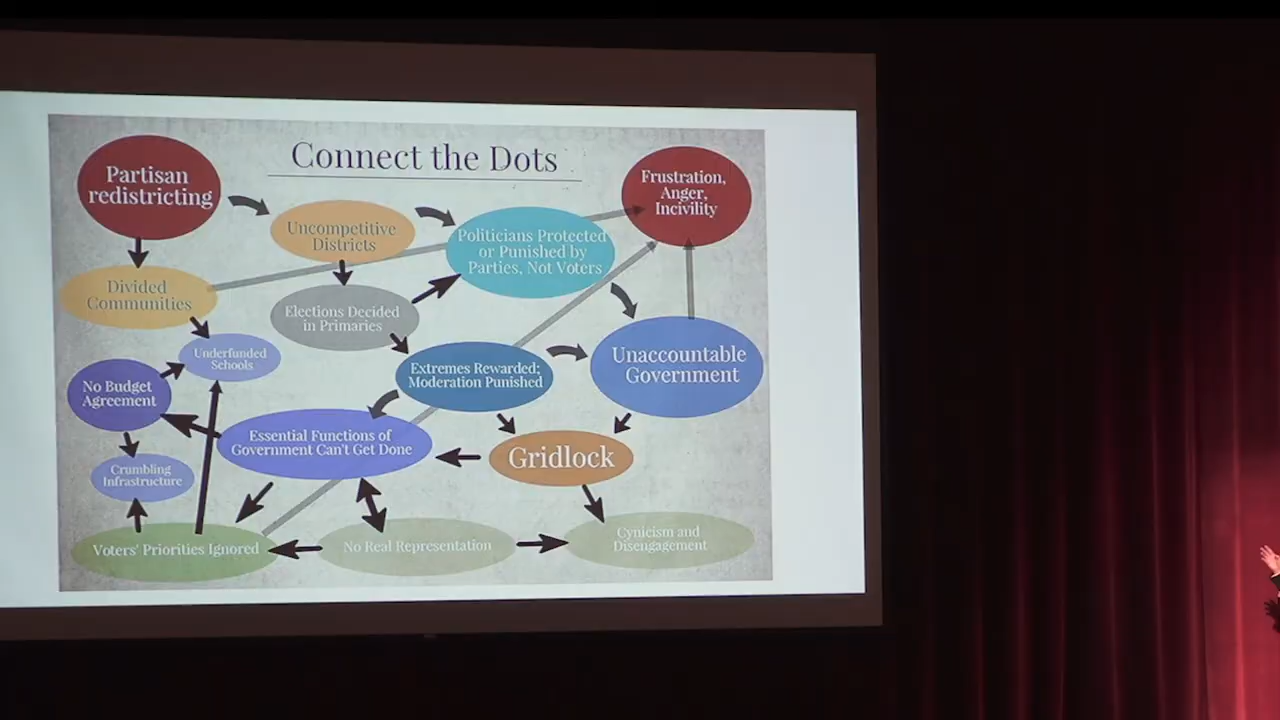 Connect the Dots
Partisan
redistricting
Frustration,
Anger,
Incivility
Uncompetitive
Districts
Politicians Protected
or Punished by
Parties, Not Voters
Divided
Communities
Elections Decided
in Primaries
Underfunded
Schools
Extremes Rewarded;
Moderation Punished
Unaccountable
Government
No Budget
Agreement
Essential Functions of
Government Can't Get Done
Gridlock
Crumbling
Infrastructure
Voters' Priorities Ignored
No Real Representation
Cynicism and
Disengagement